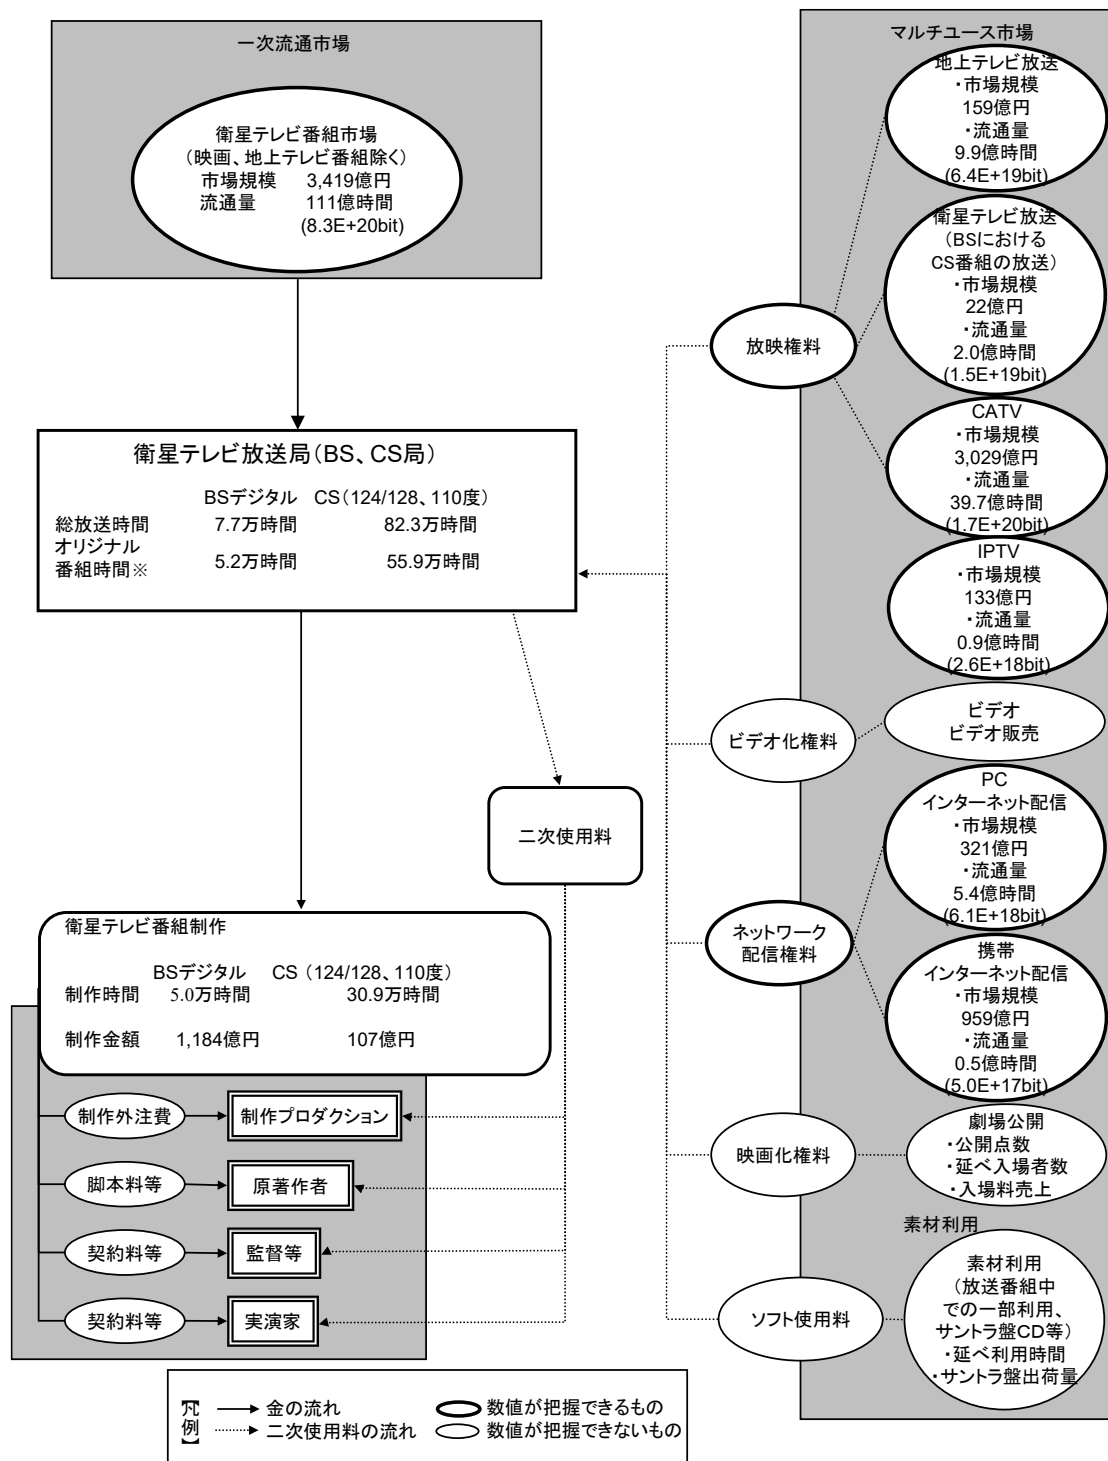 一次流通市場
衛星テレビ番組市場
（映画、地上テレビ番組除く）
市場規模 3,419億円
流通量 111億時間
(8.3E+20bit)
衛星テレビ放送局（BS、CS局）
BSデジタル CS（124/128、110度）
総放送時間 7.7万時間 82.3万時間
オリジナル
番組時間※ 5.2万時間 55.9万時間
二次使用料
衛星テレビ番組制作
BSデジタル CS （124/128、110度）
制作時間 5.0万時間 30.9万時間
制作金額 1,184億円 107億円
制作外注費 制作プロダクション
脚本料等 原著作者
契約料等 監督等
契約料等 実演家
放映権料
ビデオ化権料
ネットワーク
配信権料
映画化権料
ソフト使用料
マルチユース市場
地上テレビ放送
・市場規模
159億円
・流通量
9.9億時間
(6.4E+19bit)
衛星テレビ放送
（BSにおける
CS番組の放送）
・市場規模
22億円
・流通量
2.0億時間
(1.5E+19bit)
CATV
・市場規模
3,029億円
・流通量
39.7億時間
(1.7E+20bit)
IPTV
・市場規模
133億円
・流通量
0.9億時間
(2.6E+18bit)
ビデオ
ビデオ販売
PC
インターネット配信
・市場規模
321億円
・流通量
5.4億時間
(6.1E+18bit)
携帯
インターネット配信
・市場規模
959億円
・流通量
0.5億時間
(5.0E+17bit)
劇場公開
・公開点数
・延べ入場者数
・入場料売上
素材利用
素材利用
（放送番組中
での一部利用、
サントラ盤CD等）
・延べ利用時間
・サントラ盤出荷量
【凡例】
金の流れ 数値が把握できるもの
二次使用料の流れ 数値が把握できないもの